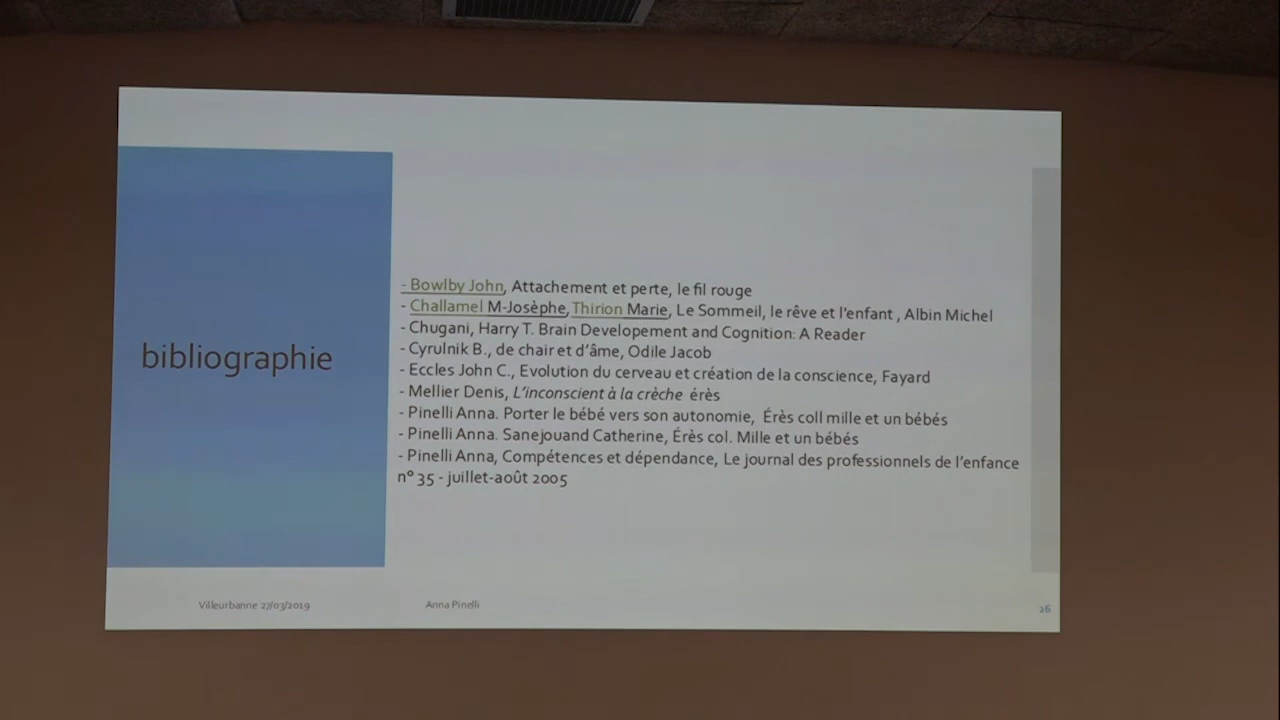 bibliographie
- Bowlby John, Attachement et perte, le fil rouge
- Challamel M-Josèphe, Thirion Marie, Le Sommeil, le rêve et l'enfant , Albin Michel
- Chugani, Harry T. Brain Developement and Cognition: A Reader
- Cyrulnik B., de chair et d'âme, Odile Jacob
- Eccles John C., Evolution du cerveau et création de la conscience, Fayard
- Mellier Denis, L'inconscient à la crèche érès
- Pinelli Anna. Porter le bébé vers son autonomie, Érès coll mille et un bébés
- Pinelli Anna. Sanejouand Catherine, Érès col. Mille et un bébés
- Pinelli Anna, Compétences et dépendance, Le journal des professionnels de l'enfance
n° 35 - juillet-août 2005
Villeurbanne 27/03/2019
Anna Pinelli
26